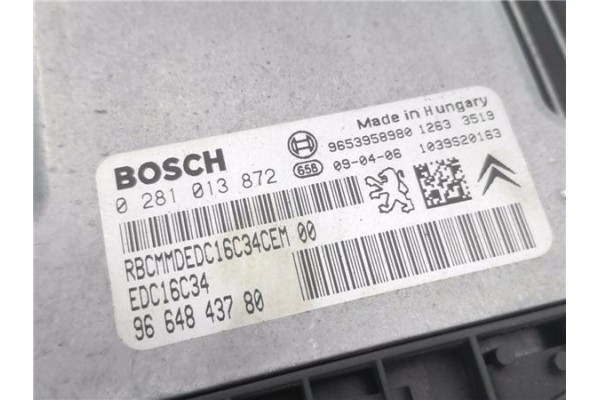 Made in Hungary
BOSCH 9653958980 1263 3519
0 281 013 872 658 09-04-06 1039S20163
RBCMMDEDC16C34CEM 00
EDC16C34
96 648 437 80